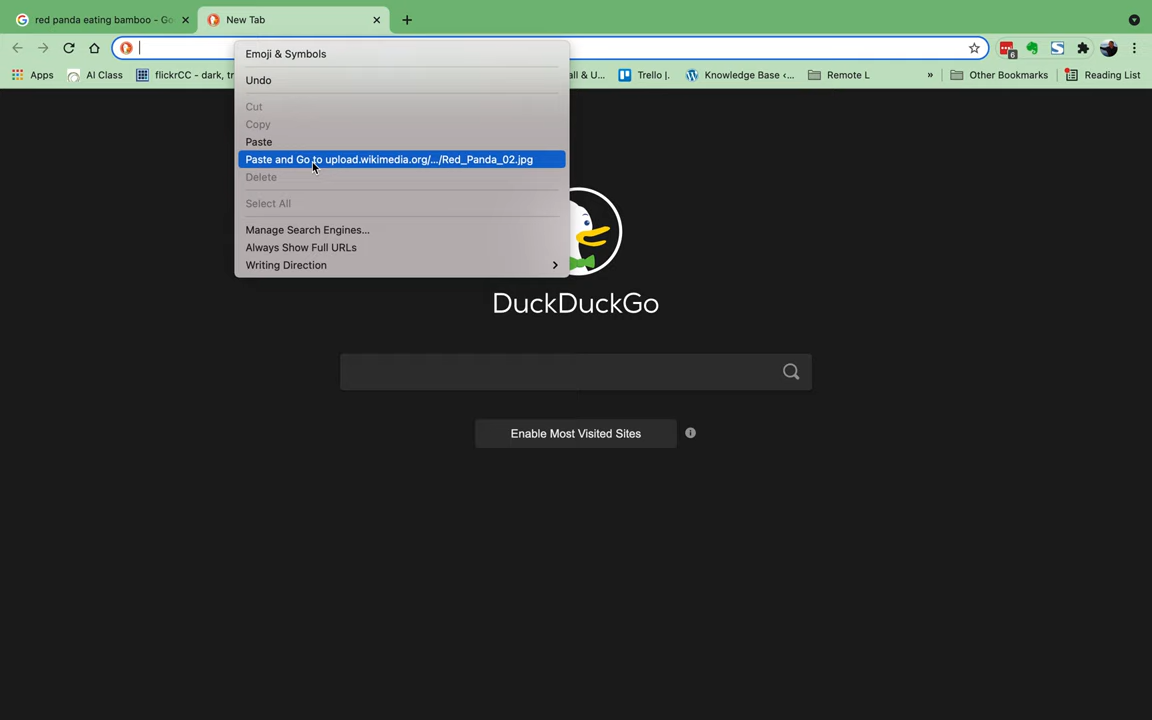 red panda eating bamboo - Go
New Tab
6
Apps
AI Class
flickrCC - dark, tr
all & U...
Trello |.
Knowledge Base <...
Remote L
»
Other Bookmarks
Reading List
Emoji & Symbols
Undo
Cut
Copy
Paste
Paste and Go to upload.wikimedia.org/.../Red_Panda_02.jpg
Delete
Select All
Manage Search Engines...
Always Show Full URLs
Writing Direction
DuckDuckGo
Enable Most Visited Sites